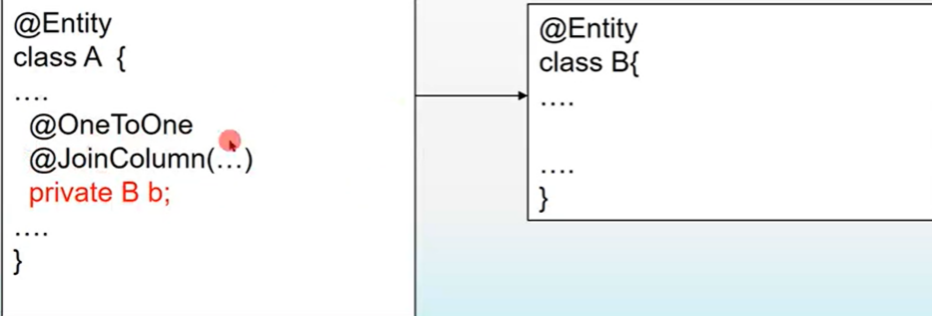 @Entity
class A {
....
@OneToOne
@JoinColumn(...)
private B b;
....
}
@Entity
class B{
....
....
}